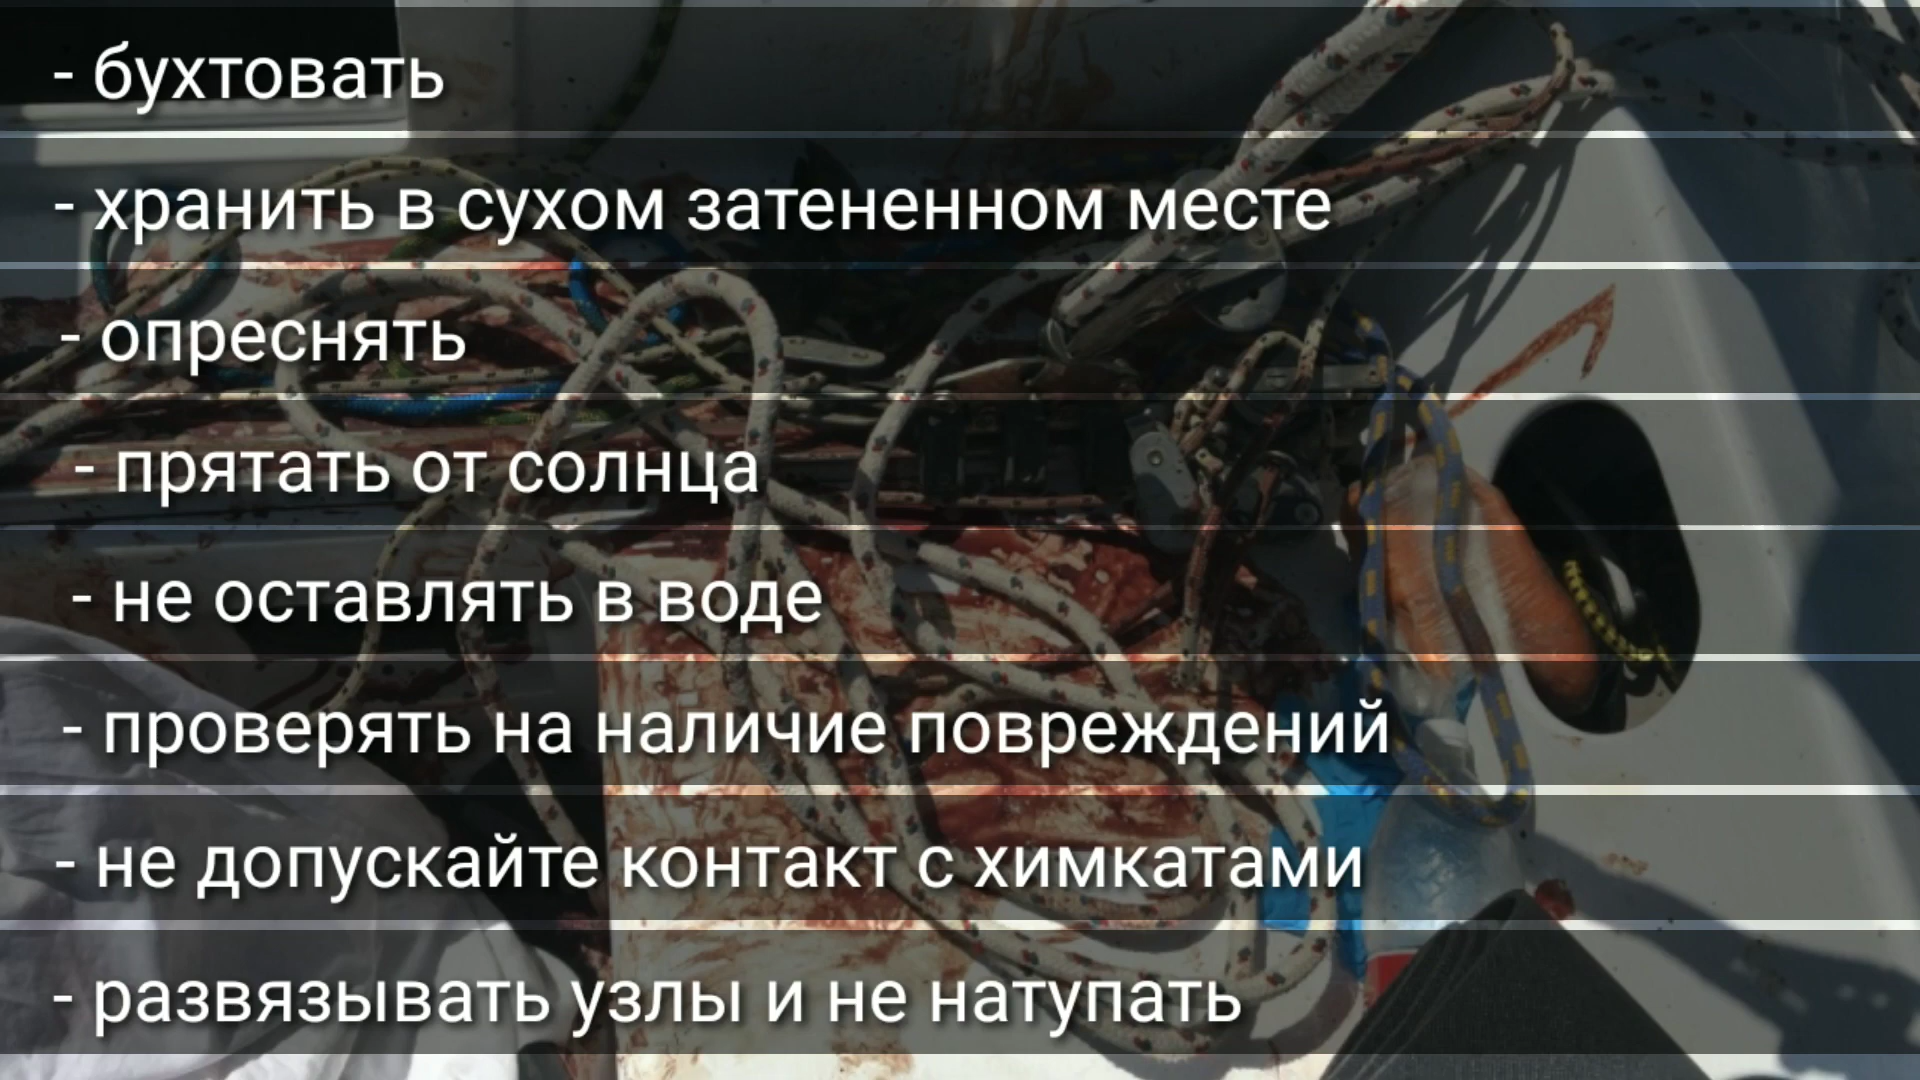 - бухтовать
- хранить в сухом затененном месте
- опреснять
- прятать от солнца
- не оставлять в воде
- проверять на наличие повреждений
- не допускайте контакт с химкатами
- развязывать узлы и не натупать